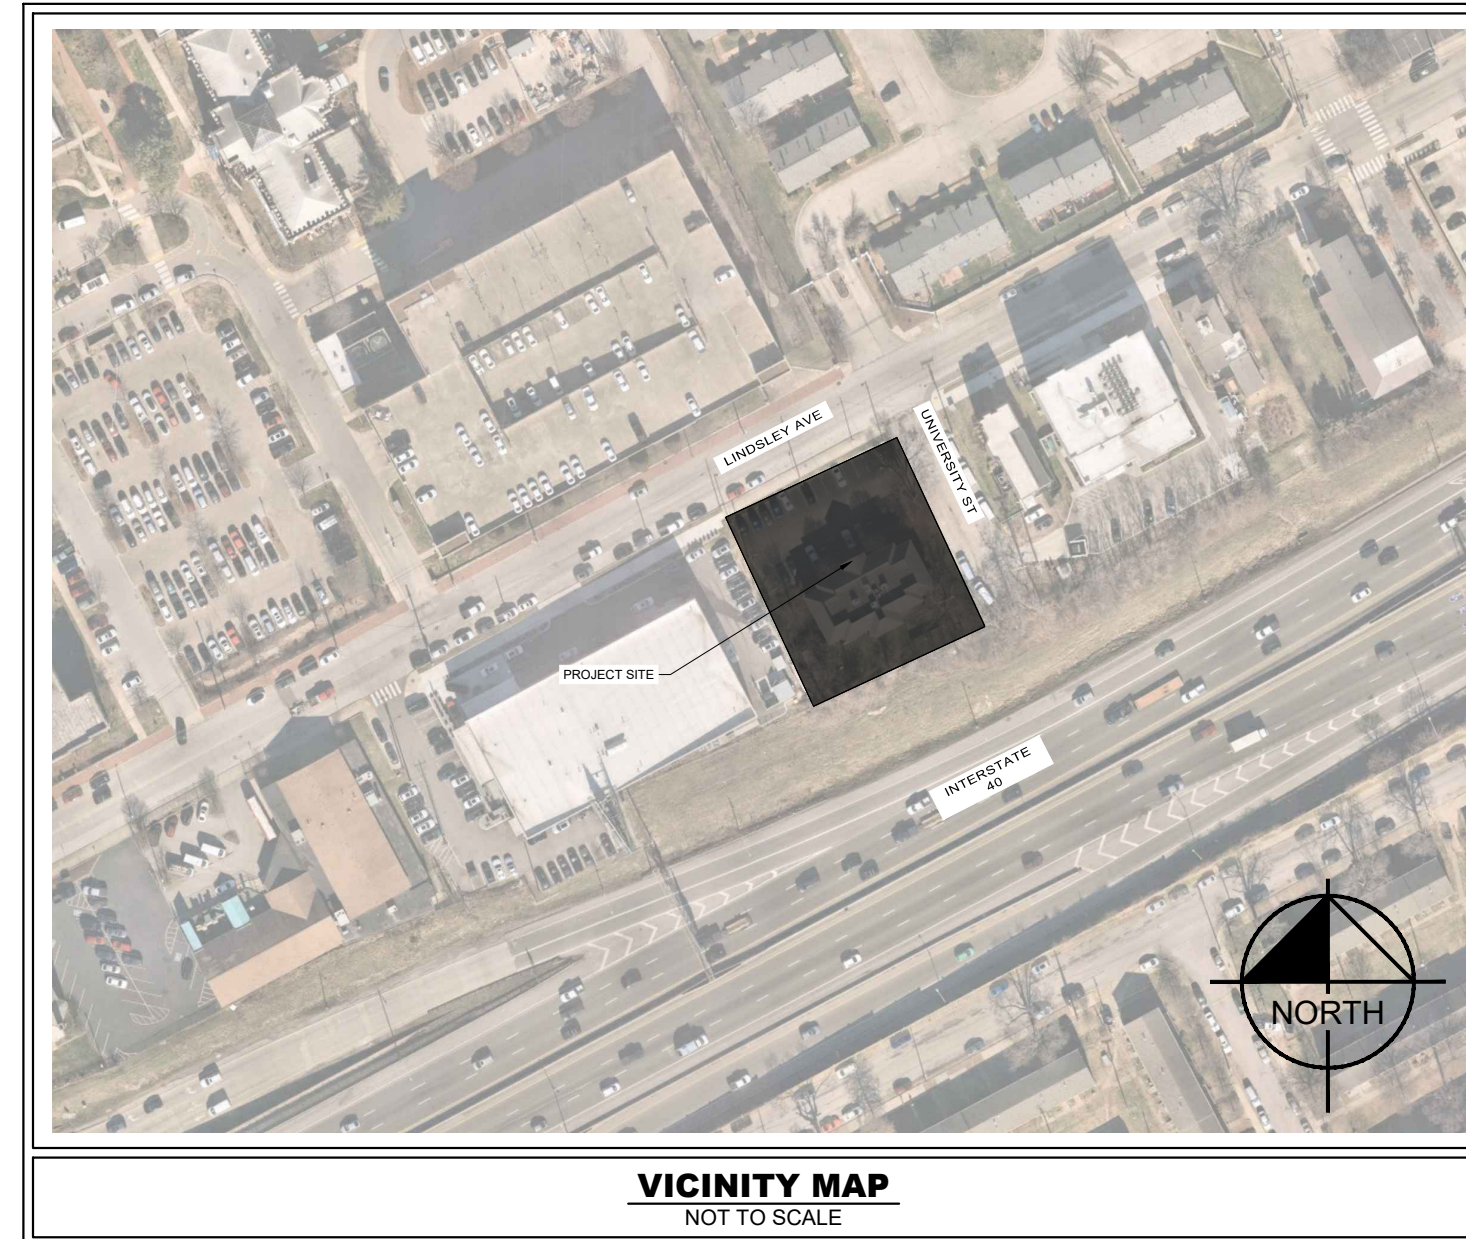 LINDSLEY AVE
UNIVERSITY ST
PROJECT SITE
INTERSTATE
40
NORTH
VICINITY MAP
NOT TO SCALE